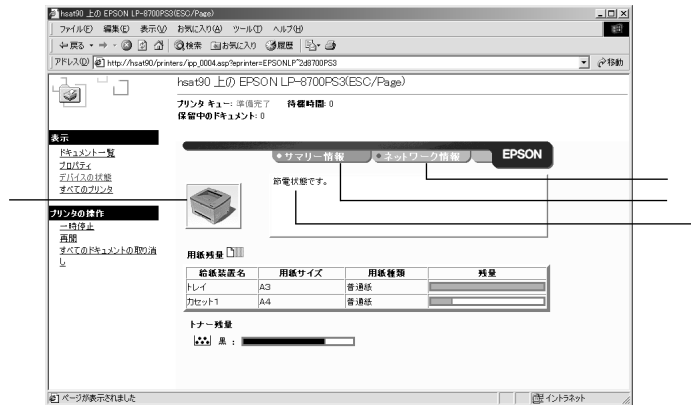 hsat90 上の EPSON LP-8700PS3(ESC/Page)
ファイル(F) 編集(E) 表示(V) お気に入り(A) ツール(T) ヘルプ(H)
戻る 検索 お気に入り 履歴
アドレス(D) http://hsat90/printers/ipp_0004.asp?eprinter=EPSONLP~2d8700PS3 移動
hsat90 上の EPSON LP-8700PS3(ESC/Page)
プリンタ キュー: 準備完了 待機時間: 0
保留中のドキュメント: 0
表示
ドキュメント一覧
プロパティ
デバイスの状態
すべてのプリンタ
プリンタの操作
一時停止
再開
すべてのドキュメントの取り消し
サマリー情報 ネットワーク情報 EPSON
節電状態です。
用紙残量
給紙装置名 用紙サイズ 用紙種類 残量
トレイ A3 普通紙
カセット1 A4 普通紙
トナー残量
黒 :
ページが表示されました イントラネット